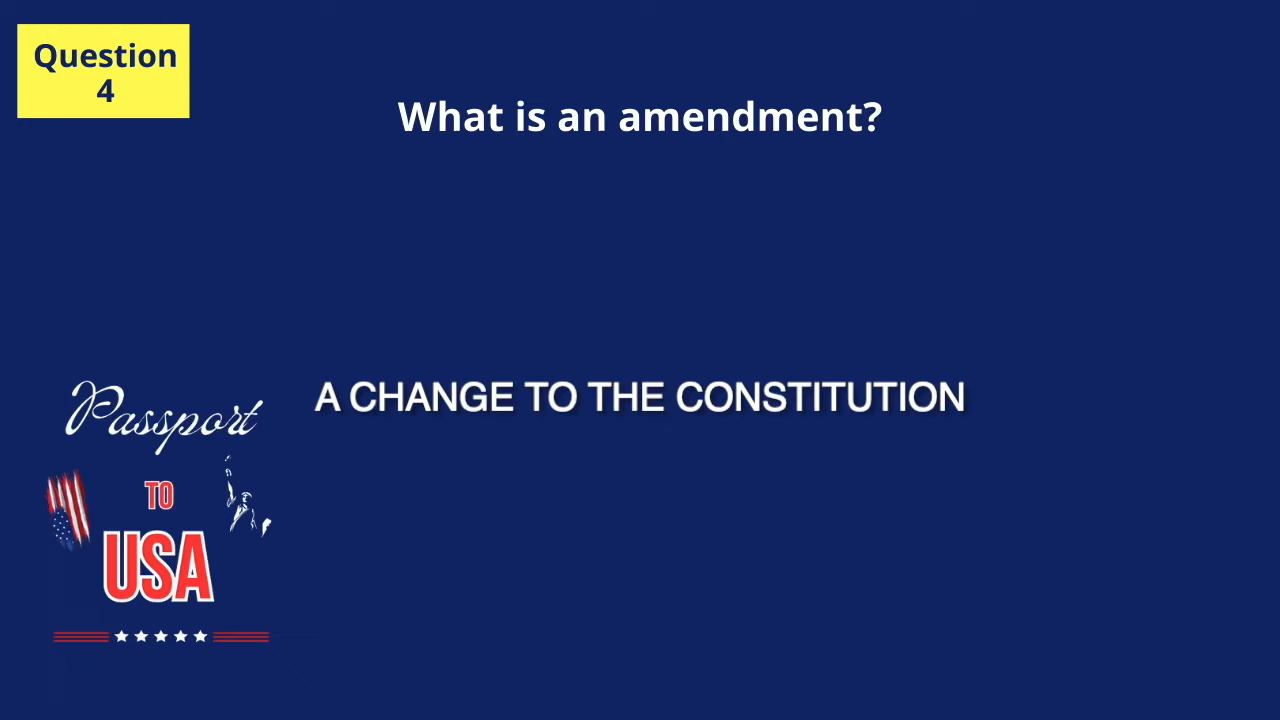 Question
4
What is an amendment?
A CHANGE TO THE CONSTITUTION
Passport
TO
USA